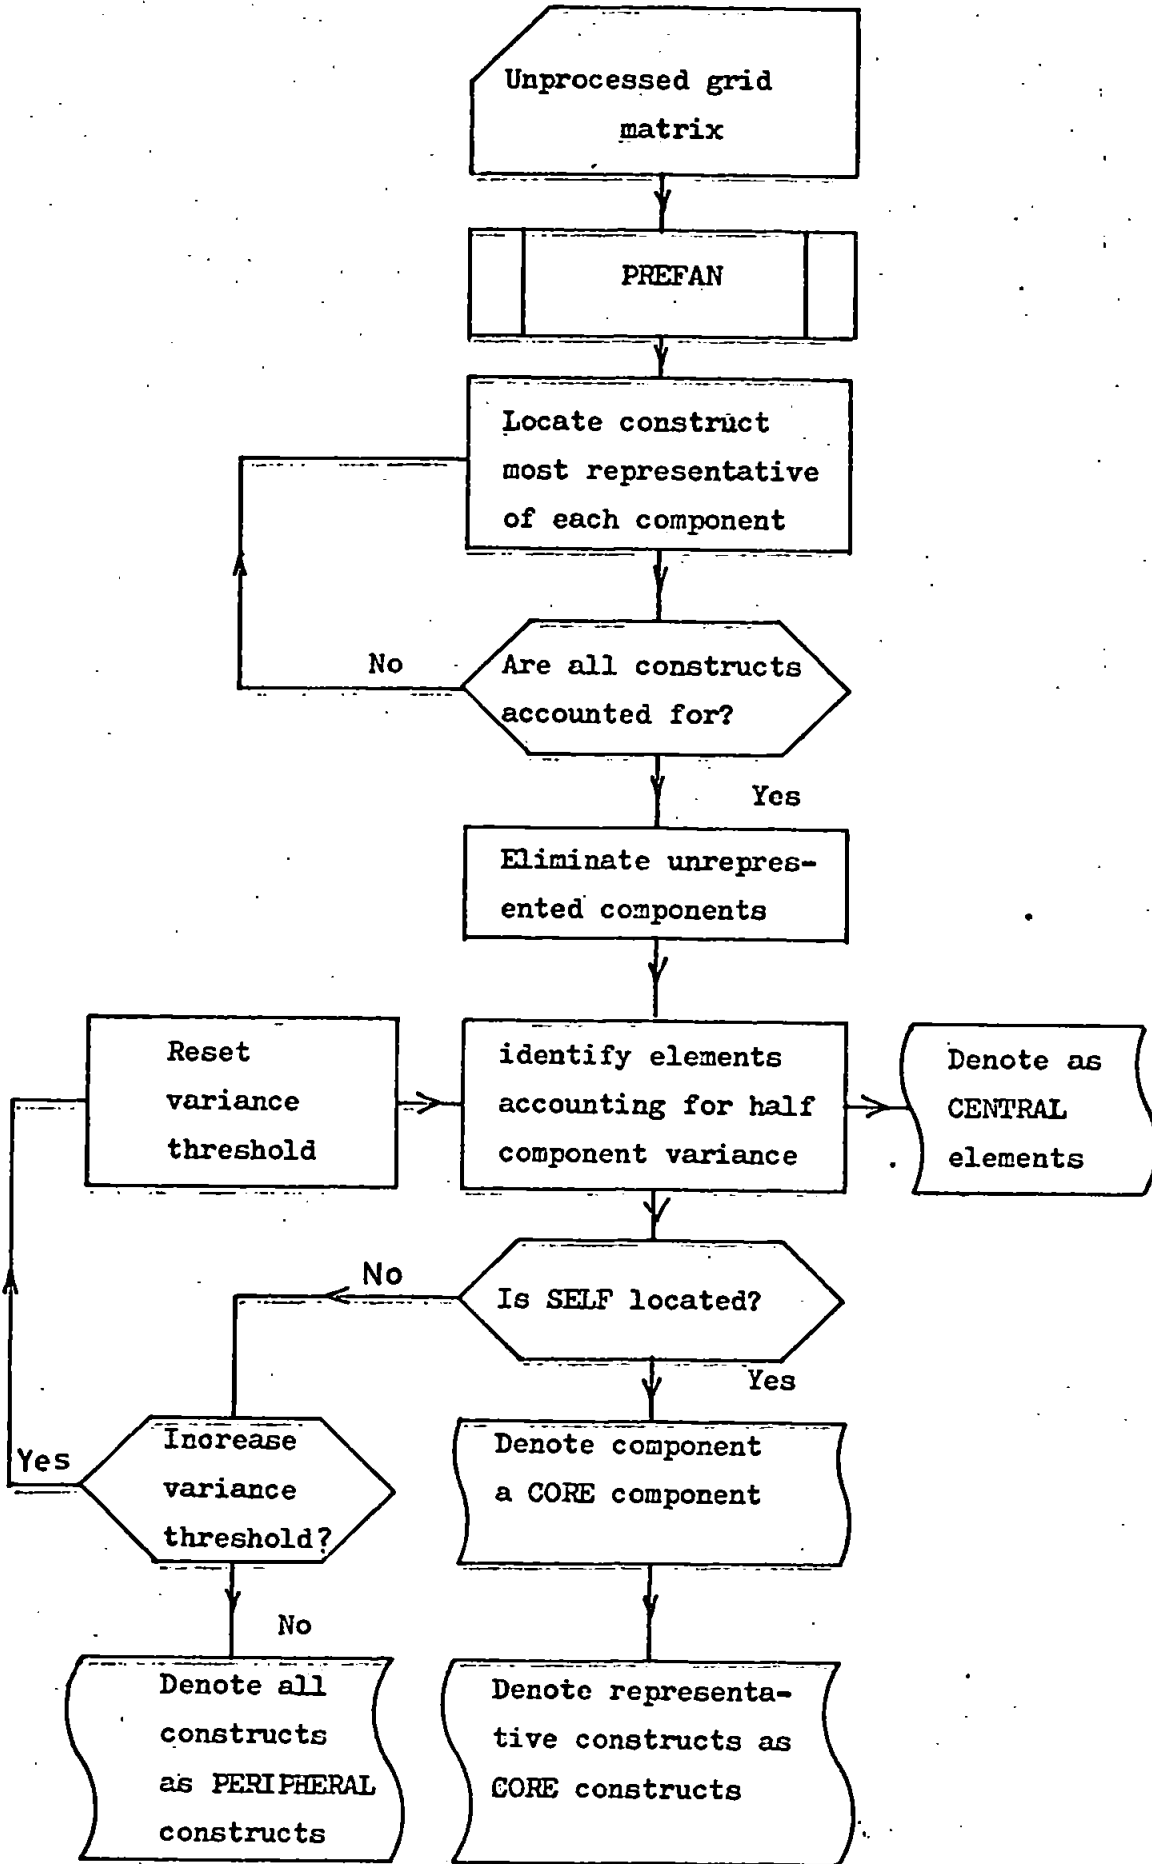 Unprocessed grid
matrix
PREFAN
Locate construct
most representative
of each component
No
Are all constructs
accounted for?
Yes
Eliminate unrepres-
ented components
Reset
variance
threshold
identify elements
accounting for half
component variance
Denote as
CENTRAL
elements
No
Is SELF located?
Yes
Yes
Increase
variance
threshold?
Denote component
a CORE component
No
Denote all
constructs
as PERIPHERAL
constructs
Denote representa-
tive constructs as
CORE constructs